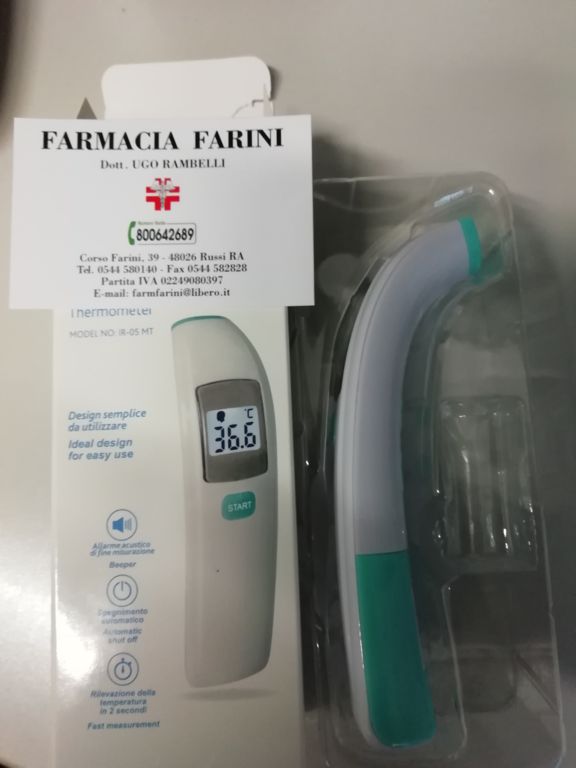 FARMACIA FARINI
Dott. UGO RAMBELLI
Numero Verde
800642689
Corso Farini, 39 - 48026 Russi RA
Tel. 0544 580140 - Fax 0544 582828
Partita IVA 02249080397
E-mail: farmfarini@libero.it
Thermometer
MODEL NO: IR-05 MT
Design semplice
da utilizzare
Ideal design
for easy use
°C
36.6
START
Allarme acustico
di fine misurazione
Beeper
Spegnimento
automatico
Automatic
shut off
Rilevazione della
temperatura
in 2 secondi
Fast measurement